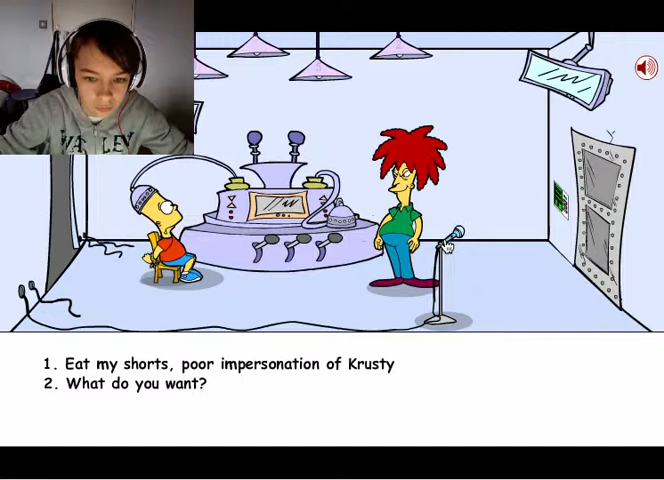 1. Eat my shorts, poor impersonation of Krusty
2. What do you want?